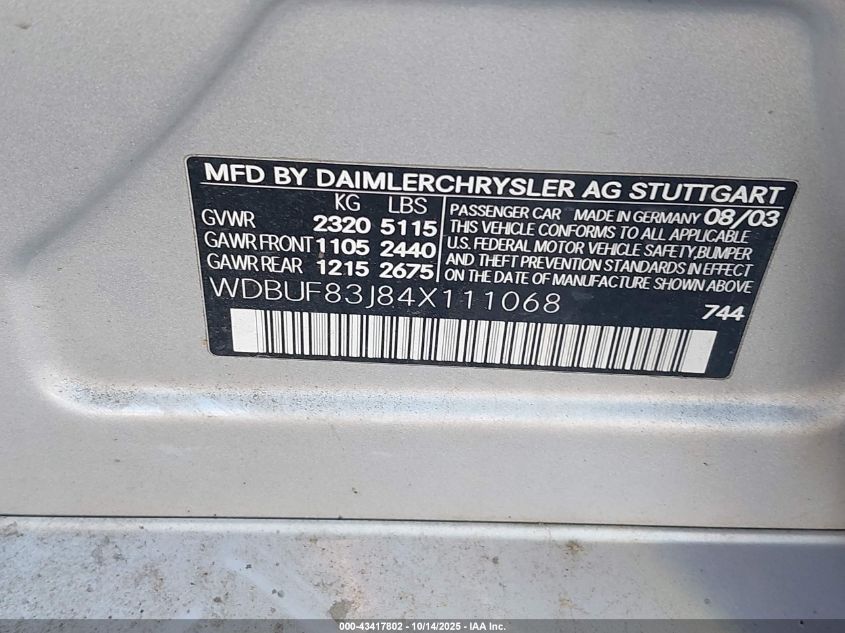 MFD BY DAIMLERCHRYSLER AG STUTTGART
KG LBS
GVWR 2320 5115
GAWR FRONT 1105 2440
GAWR REAR 1215 2675
PASSENGER CAR MADE IN GERMANY 08/03
THIS VEHICLE CONFORMS TO ALL APPLICABLE
U.S. FEDERAL MOTOR VEHICLE SAFETY,BUMPER
AND THEFT PREVENTION STANDARDS IN EFFECT
ON THE DATE OF MANUFACTURE SHOWN ABOVE
WDBUF83J84X111068
744
000-43417802 - 10/14/2025 - IAA Inc.